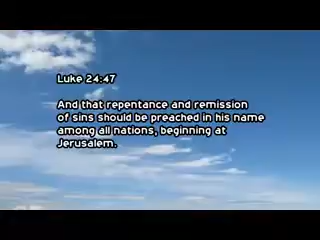 Luke 24:47
And that repentance and remission
of sins should be preached in his name
among all nations, beginning at
Jerusalem.